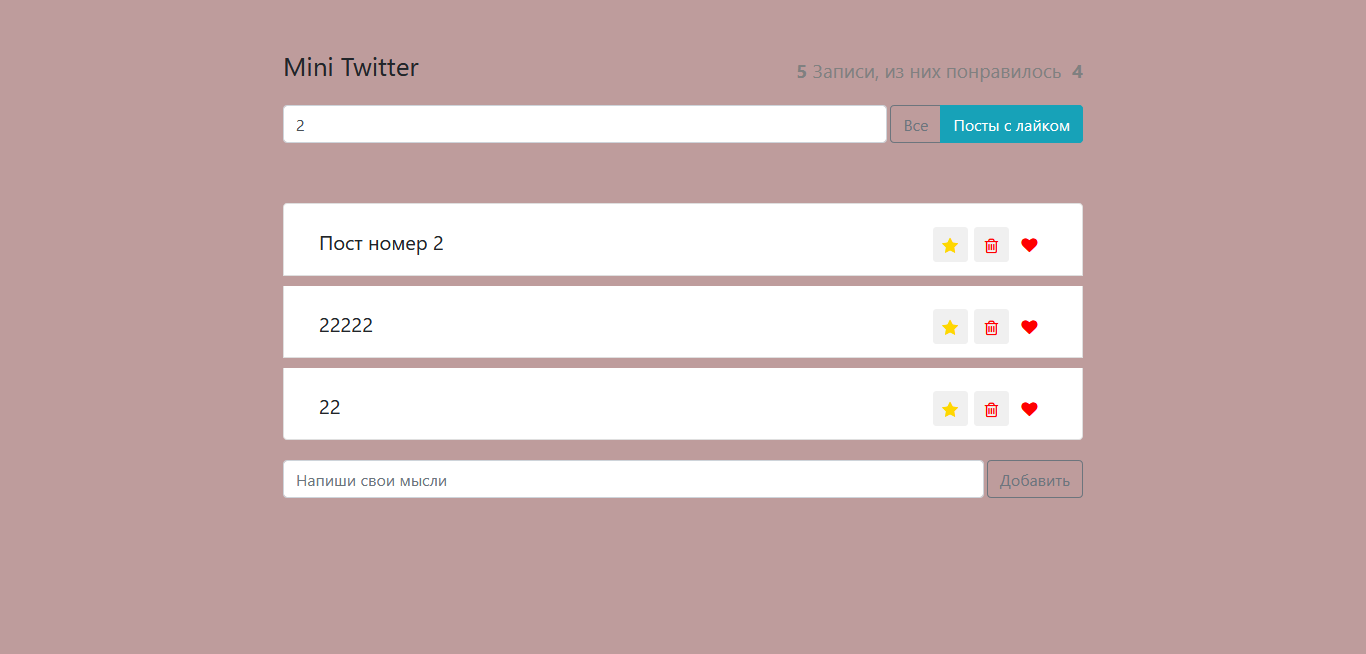 Mini Twitter
5 Записи, из них понравилось 4
2
Все
Посты с лайком
Пост номер 2
22222
22
Напиши свои мысли
Добавить